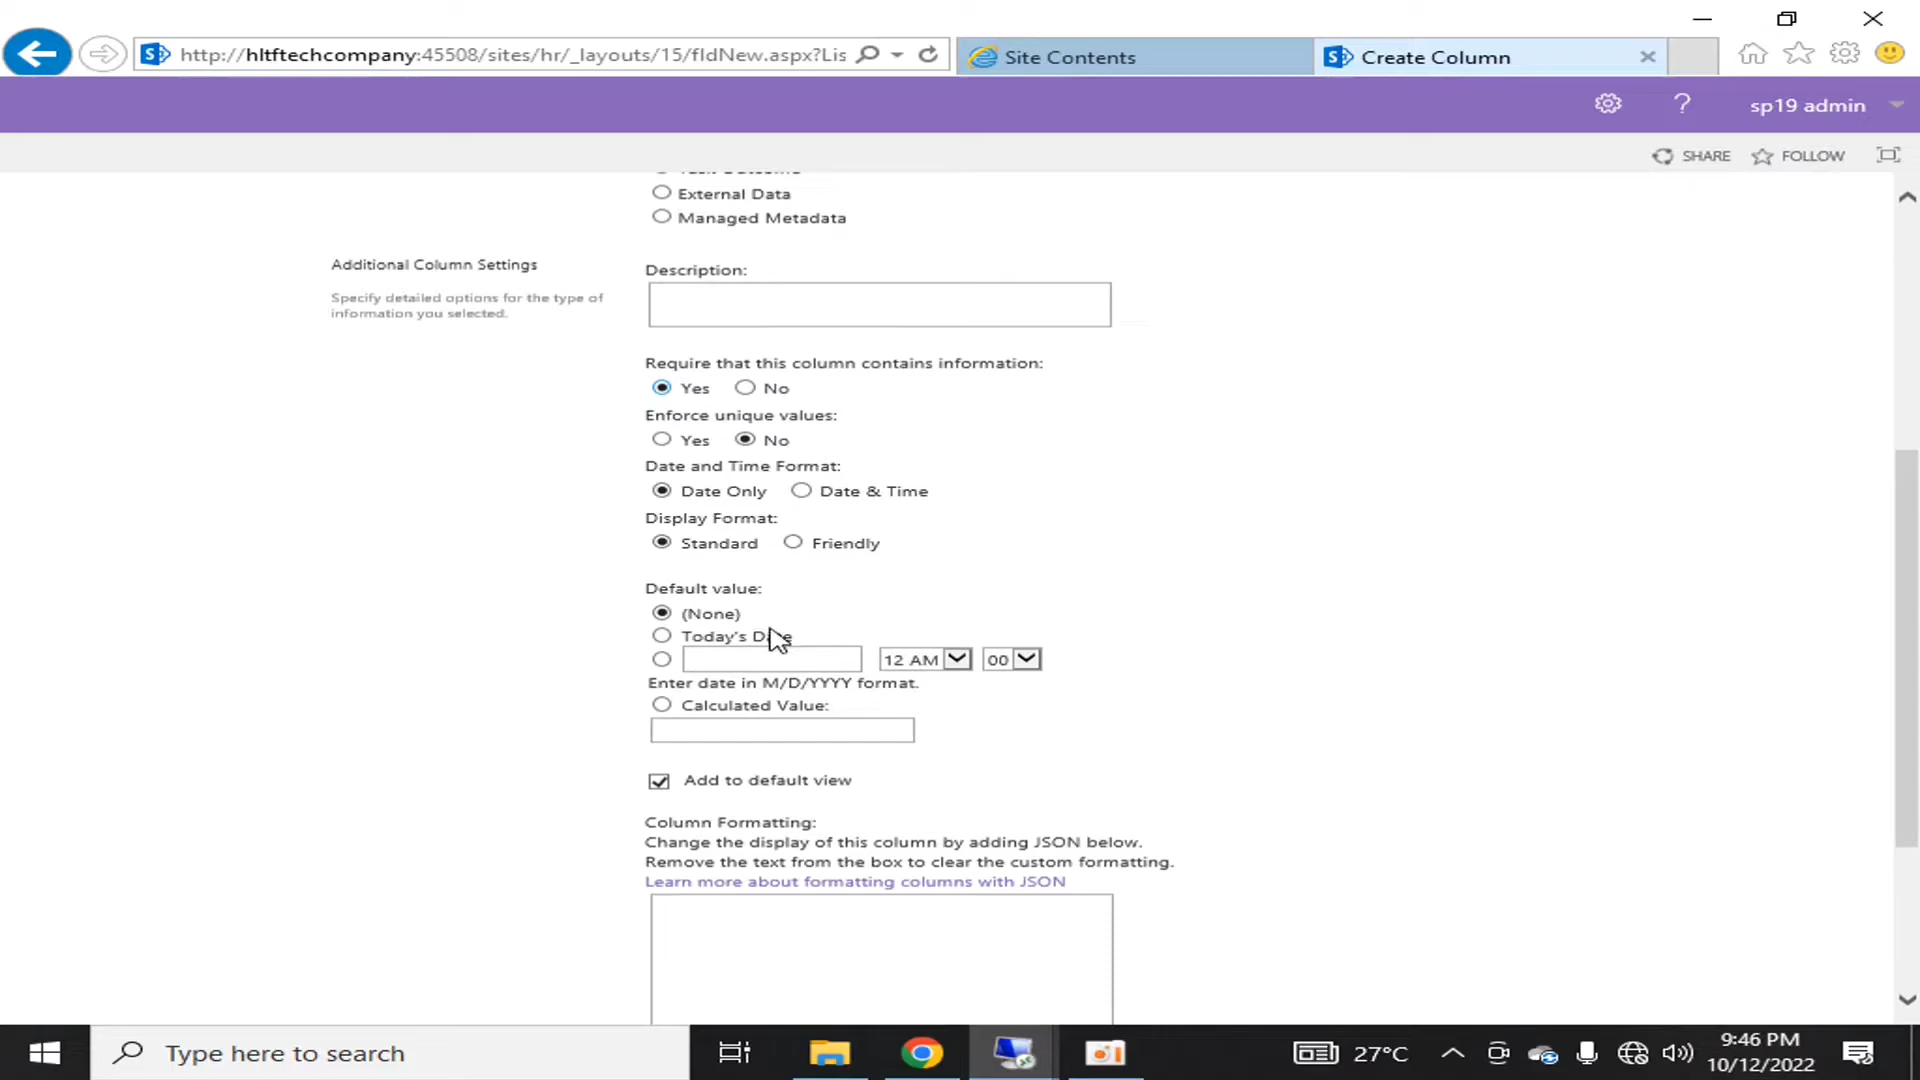 http://hltftechcompany:45508/sites/hr/_layouts/15/fldNew.aspx?Lis
Site Contents
Create Column
sp19 admin
SHARE
FOLLOW
External Data
Managed Metadata
Additional Column Settings
Specify detailed options for the type of
information you selected.
Description:
Require that this column contains information:
Yes No
Enforce unique values:
Yes No
Date and Time Format:
Date Only Date & Time
Display Format:
Standard Friendly
Default value:
(None)
Today's Date
12 AM 00
Enter date in M/D/YYYY format.
Calculated Value:
Add to default view
Column Formatting:
Change the display of this column by adding JSON below.
Remove the text from the box to clear the custom formatting.
Learn more about formatting columns with JSON
Type here to search
27°C
9:46 PM
10/12/2022